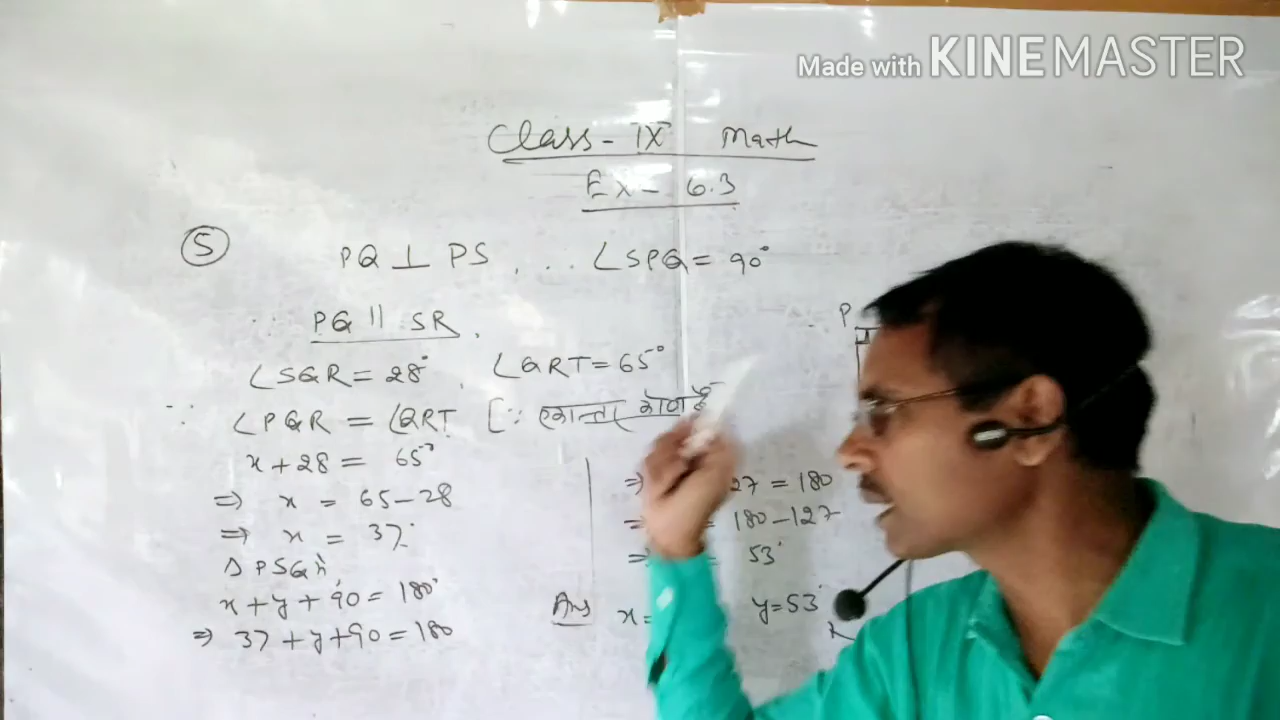 Made with KINEMASTER
Class - IX Math
Ex - 6.3
(5) PQ ⊥ PS, ... ∠SPQ = 90°
PQ || SR,
∠SQR = 28°, ∠QRT = 65°
∵ ∠PQR = ∠QRT [∵ एकान्तर कोण है
x + 28 = 65°
⇒ x = 65 - 28
⇒ x = 37°
Δ PSQ में,
x + y + 90 = 180°
⇒ 37 + y + 90 = 180
⇒ 27 = 180
⇒ = 180 - 127
⇒ = 53°
Ans x = y = 53°
P
R